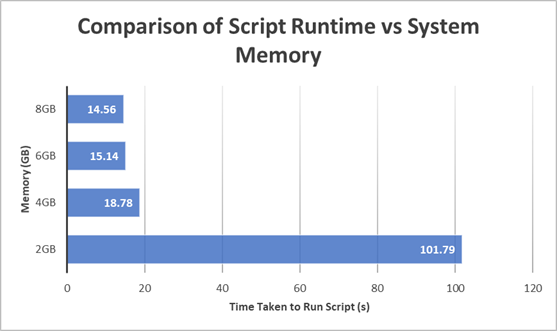 Comparison of Script Runtime vs System
Memory
Memory (GB)
8GB 14.56
6GB 15.14
4GB 18.78
2GB 101.79
0 20 40 60 80 100 120
Time Taken to Run Script (s)